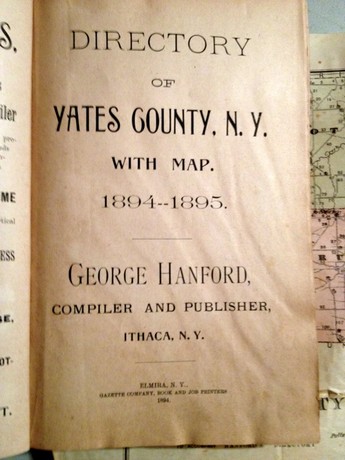 DIRECTORY
OF
YATES COUNTY, N. Y.
WITH MAP.
1894--1895.
GEORGE HANFORD,
COMPILER AND PUBLISHER,
ITHACA, N. Y.
ELMIRA, N. Y.,
GAZETTE COMPANY, BOOK AND JOB PRINTERS
1894.